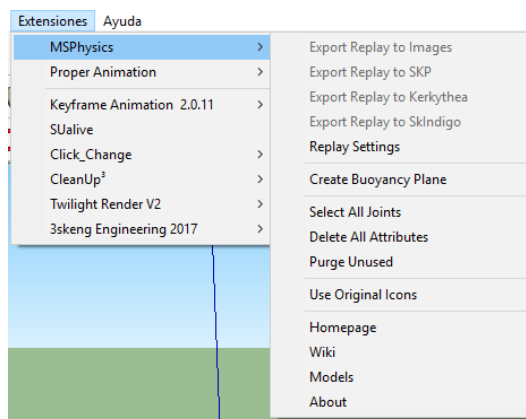 Extensiones Ayuda
MSPhysics
Proper Animation
Keyframe Animation 2.0.11
SUalive
Click_Change
CleanUp³
Twilight Render V2
3skeng Engineering 2017
Export Replay to Images
Export Replay to SKP
Export Replay to Kerkythea
Export Replay to SkIndigo
Replay Settings
Create Buoyancy Plane
Select All Joints
Delete All Attributes
Purge Unused
Use Original Icons
Homepage
Wiki
Models
About